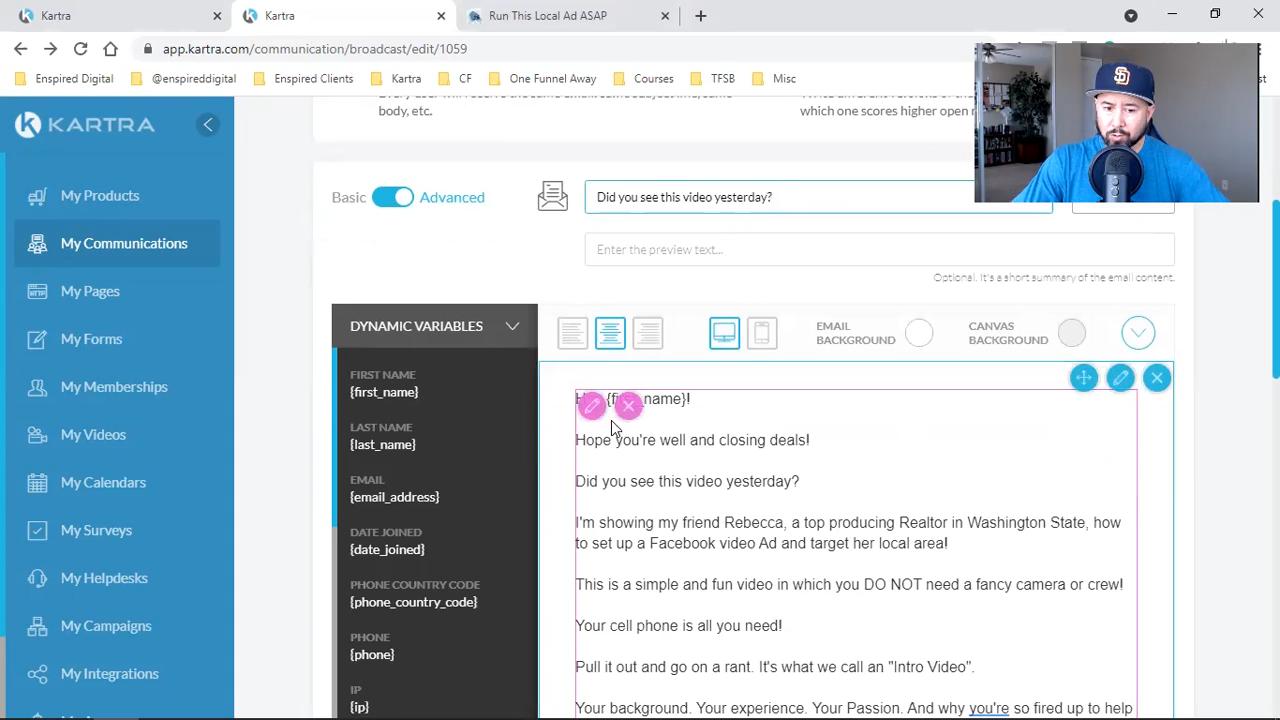 Kartra
Kartra
Run This Local Ad ASAP
app.kartra.com/communication/broadcast/edit/1059
Enspired Digital
@enspireddigital
Enspired Clients
Kartra
CF
One Funnel Away
Courses
TFSB
Misc
KARTRA
body, etc.
which one scores higher open
My Products
My Communications
My Pages
My Forms
My Memberships
My Videos
My Calendars
My Surveys
My Helpdesks
My Campaigns
My Integrations
Basic
Advanced
Did you see this video yesterday?
Enter the preview text...
Optional. It's a short summary of the email content.
DYNAMIC VARIABLES
FIRST NAME
{first_name}
LAST NAME
{last_name}
EMAIL
{email_address}
DATE JOINED
{date_joined}
PHONE COUNTRY CODE
{phone_country_code}
PHONE
{phone}
IP
{ip}
EMAIL
BACKGROUND
CANVAS
BACKGROUND
{first_name}!
Hope you're well and closing deals!
Did you see this video yesterday?
I'm showing my friend Rebecca, a top producing Realtor in Washington State, how
to set up a Facebook video Ad and target her local area!
This is a simple and fun video in which you DO NOT need a fancy camera or crew!
Your cell phone is all you need!
Pull it out and go on a rant. It's what we call an "Intro Video".
Your background. Your experience. Your Passion. And why you're so fired up to help